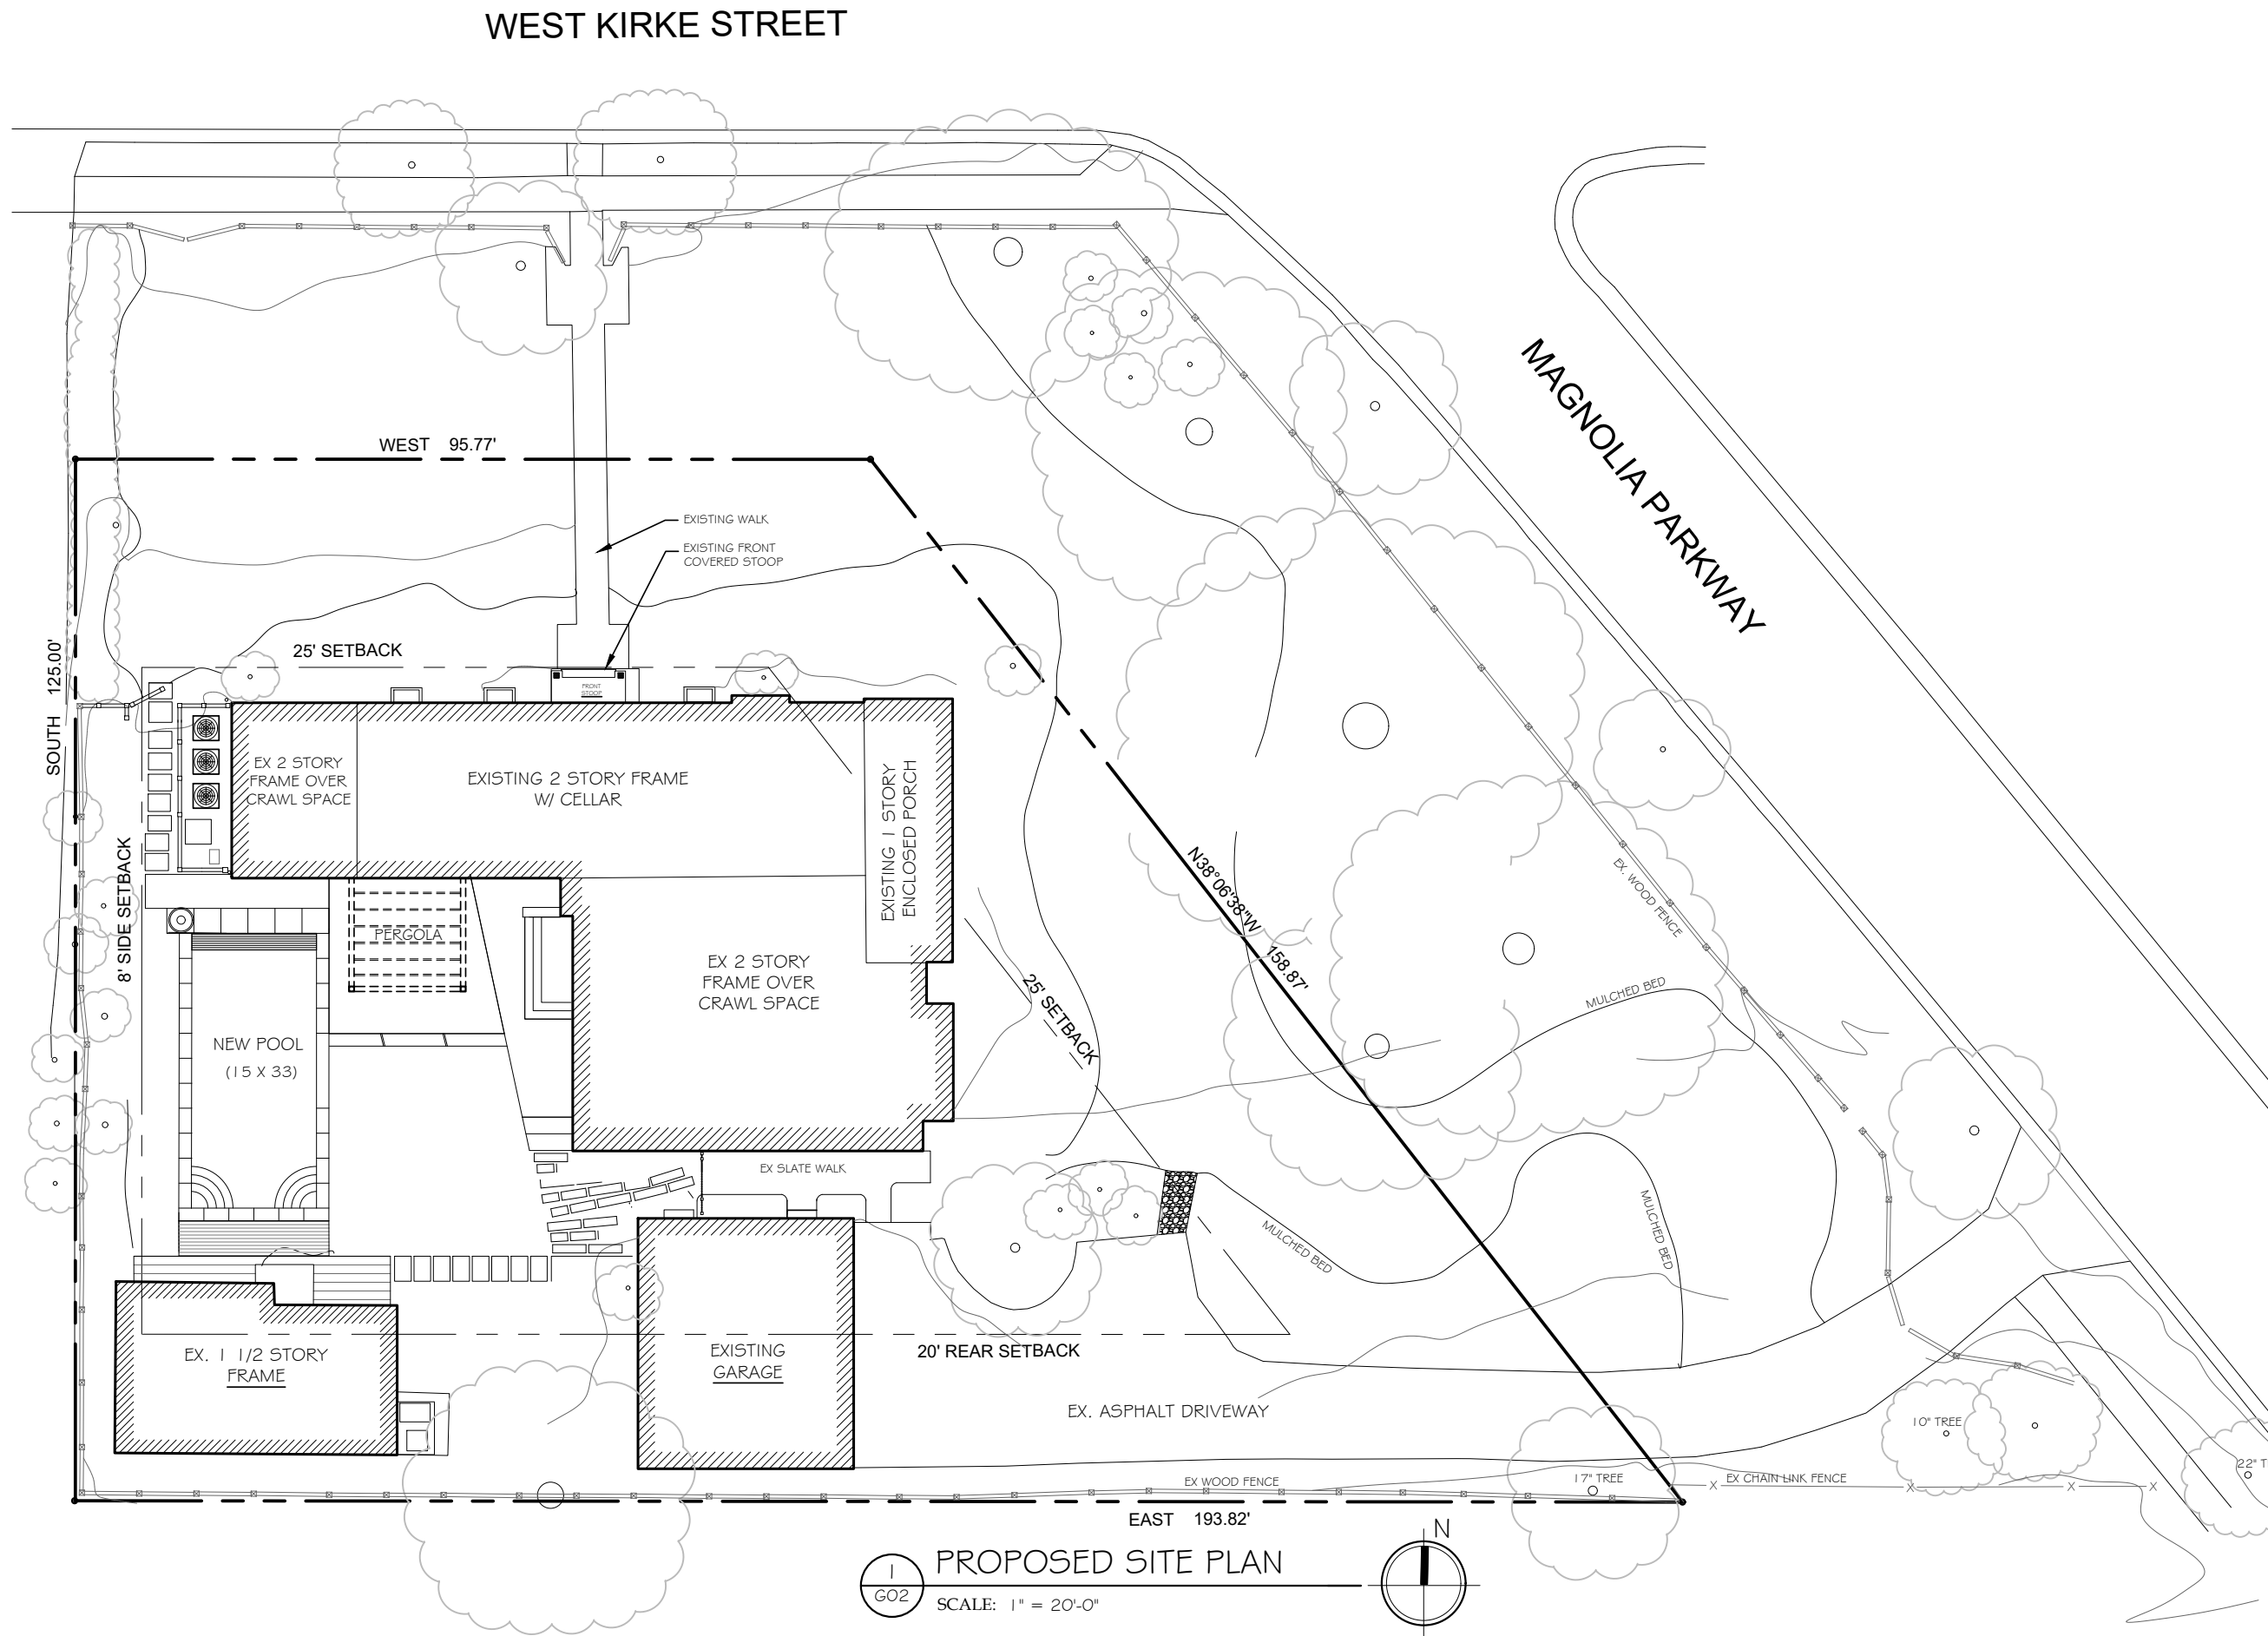 WEST KIRKE STREET
MAGNOLIA PARKWAY
WEST 95.77'
EXISTING WALK
EXISTING FRONT
COVERED STOOP
25' SETBACK
SOUTH 125.00'
FRONT
STOOP
EX 2 STORY
FRAME OVER
CRAWL SPACE
EXISTING 2 STORY FRAME
W/ CELLAR
EXISTING 1 STORY
ENCLOSED PORCH
8' SIDE SETBACK
N38°06'38"W 158.87'
EX. WOOD FENCE
PERGOLA
EX 2 STORY
FRAME OVER
CRAWL SPACE
25' SETBACK
MULCHED BED
NEW POOL
(15 X 33)
EX SLATE WALK
MULCHED BED
MULCHED BED
EX. 1 1/2 STORY
FRAME
EXISTING
GARAGE
20' REAR SETBACK
EX. ASPHALT DRIVEWAY
10" TREE
22" T
EX WOOD FENCE
17" TREE
EX CHAIN LINK FENCE
X X X X
EAST 193.82'
N
1
G02
PROPOSED SITE PLAN
SCALE: 1" = 20'-0"